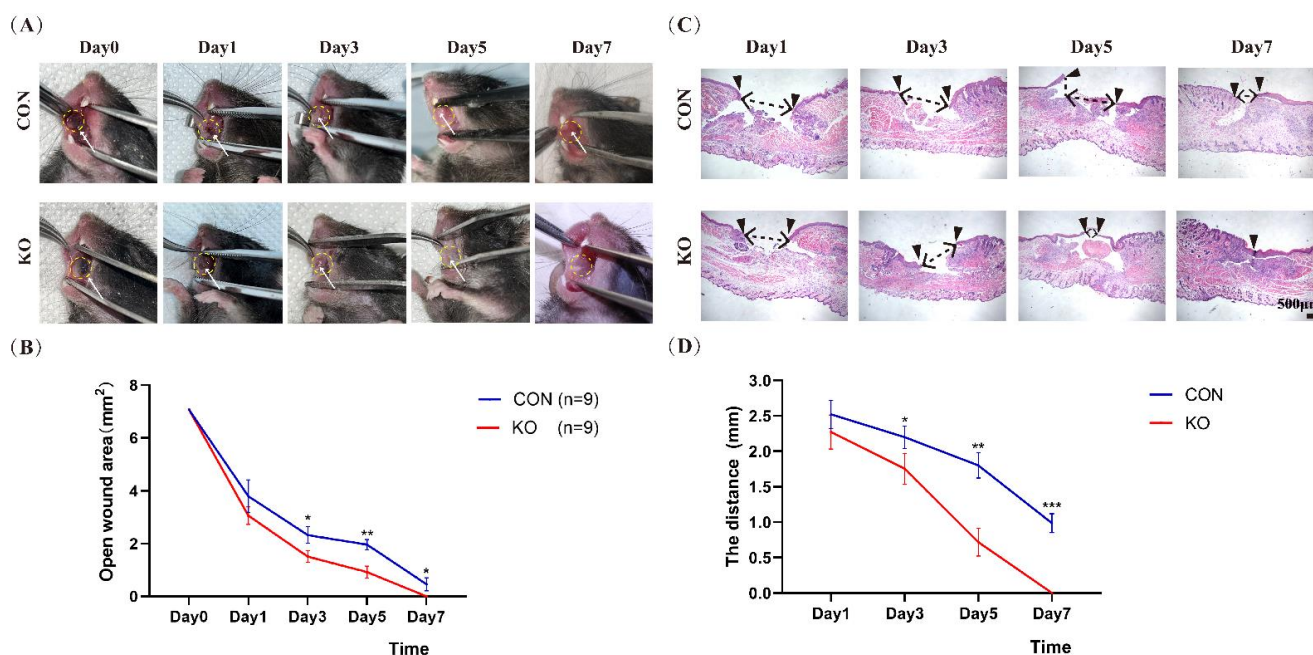 (A)
Day0 Day1 Day3 Day5 Day7
CON
KO
(B)
Open wound area(mm²)
8
6
4
2
0
Day0 Day1 Day3 Day5 Day7
Time
CON (n=9)
KO (n=9)
*
**
*
(C)
Day1 Day3 Day5 Day7
CON
KO
500μm
(D)
The distance (mm)
3.0
2.5
2.0
1.5
1.0
0.5
0.0
Day1 Day3 Day5 Day7
Time
CON
KO
*
**
***